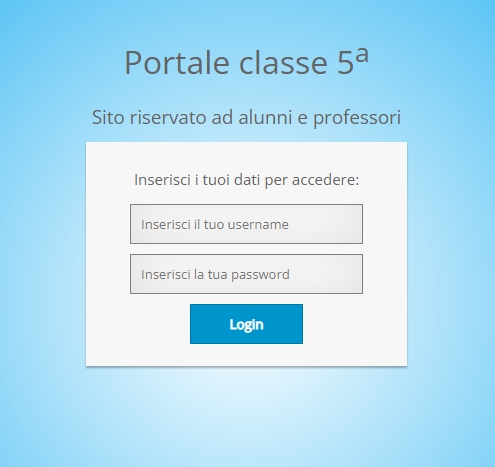 Portale classe 5ª
Sito riservato ad alunni e professori
Inserisci i tuoi dati per accedere:
Inserisci il tuo username
Inserisci la tua password
Login